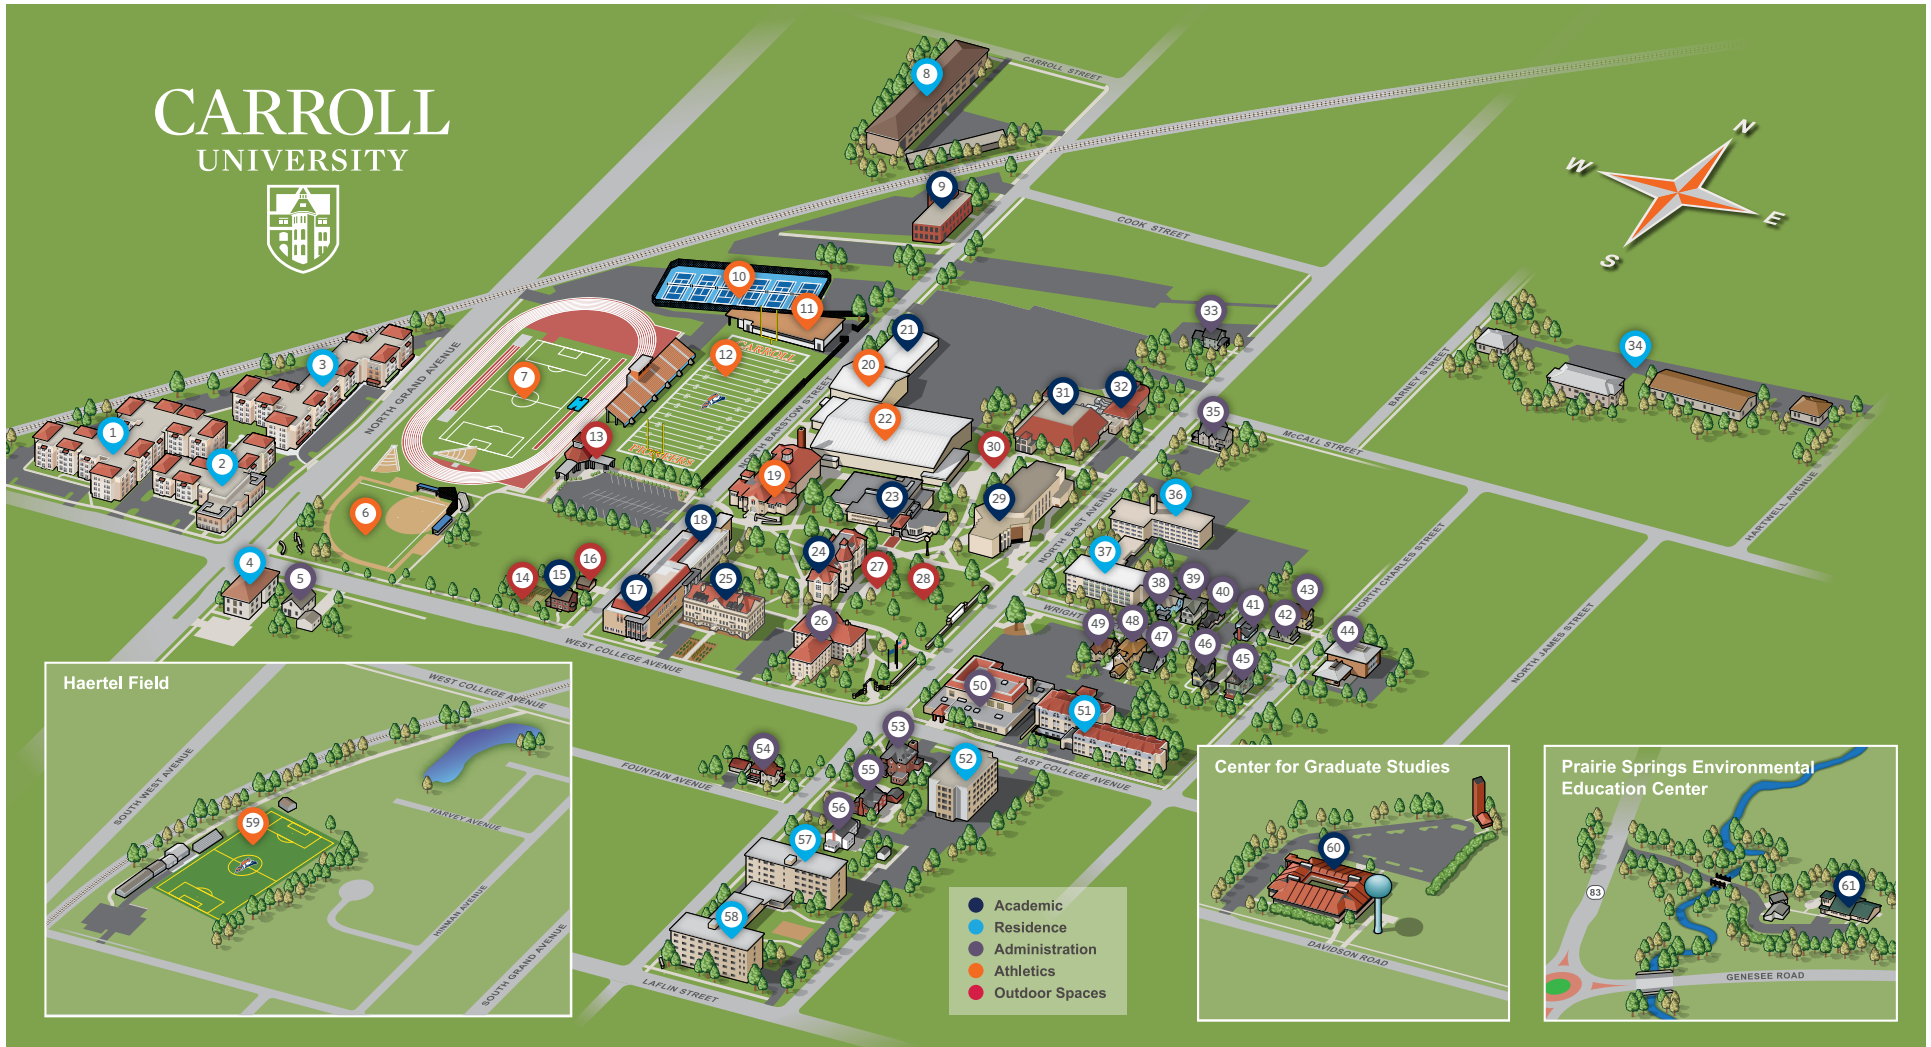 CARROLL
UNIVERSITY
N
W
E
S
CARROLL STREET
COOK STREET
BARNEY STREET
McCALL STREET
HARTWELL AVENUE
NORTH GRAND AVENUE
NORTH BARSTOW STREET
NORTH EAST AVENUE
NORTH CHARLES STREET
NORTH JAMES STREET
WRIGHT
WEST COLLEGE AVENUE
EAST COLLEGE AVENUE
FOUNTAIN AVENUE
LAFLIN STREET
CARROLL
PIONEERS
1
2
3
4
5
6
7
8
9
10
11
12
13
14
15
16
17
18
19
20
21
22
23
24
25
26
27
28
29
30
31
32
33
34
35
36
37
38
39
40
41
42
43
44
45
46
47
48
49
50
51
52
53
54
55
56
57
58
Haertel Field
WEST COLLEGE AVENUE
SOUTH WEST AVENUE
HARVEY AVENUE
HINMAN AVENUE
SOUTH GRAND AVENUE
59
Academic
Residence
Administration
Athletics
Outdoor Spaces
Center for Graduate Studies
60
DAVIDSON ROAD
Prairie Springs Environmental
Education Center
61
83
GENESEE ROAD